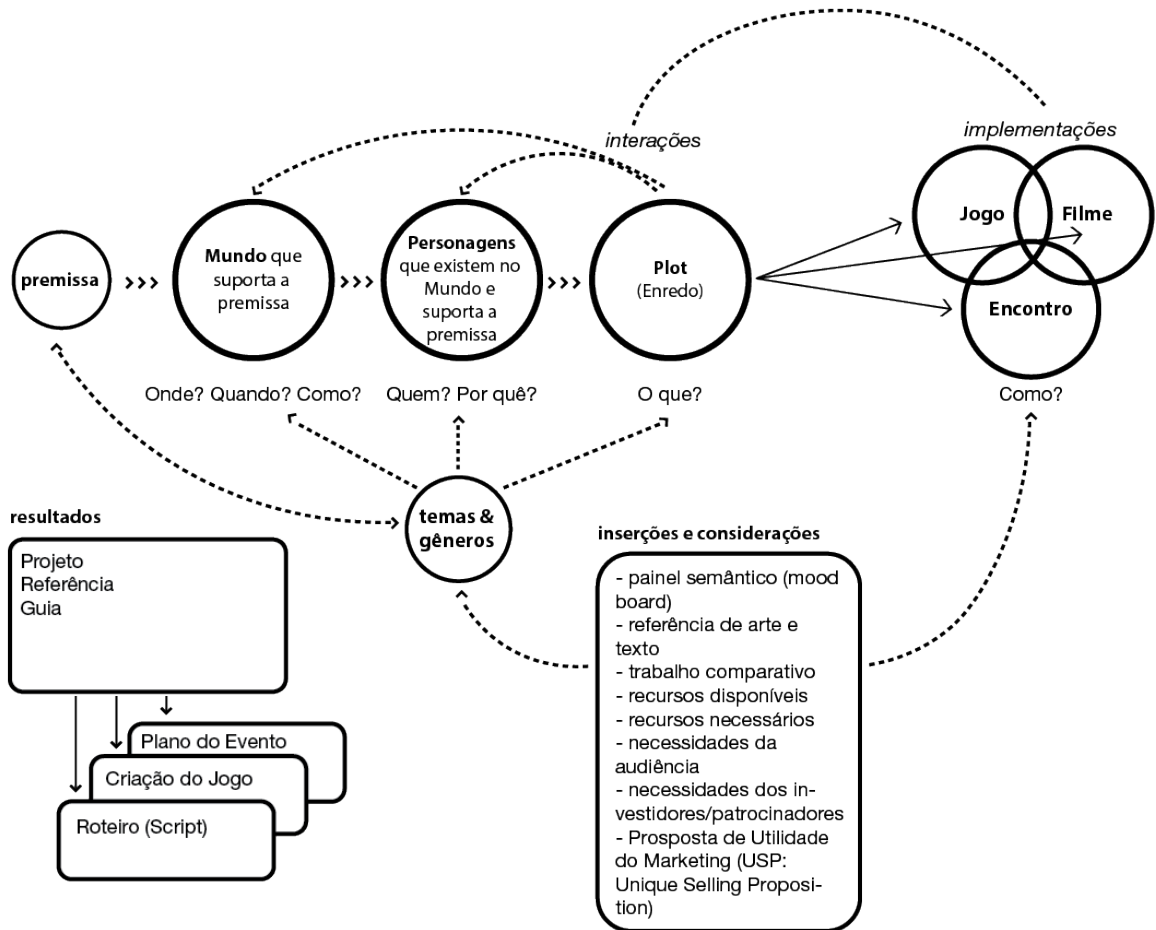 interações
implementações
premissa
Mundo que
suporta a
premissa
Personagens
que existem no
Mundo e
suporta a
premissa
Plot
(Enredo)
Jogo
Filme
Encontro
Onde? Quando? Como?
Quem? Por quê?
O que?
Como?
temas &
gêneros
resultados
Projeto
Referência
Guia
Plano do Evento
Criação do Jogo
Roteiro (Script)
inserções e considerações
- painel semântico (mood
board)
- referência de arte e
texto
- trabalho comparativo
- recursos disponíveis
- recursos necessários
- necessidades da
audiência
- necessidades dos in-
vestidores/patrocinadores
- Prosposta de Utilidade
do Marketing (USP:
Unique Selling Proposi-
tion)